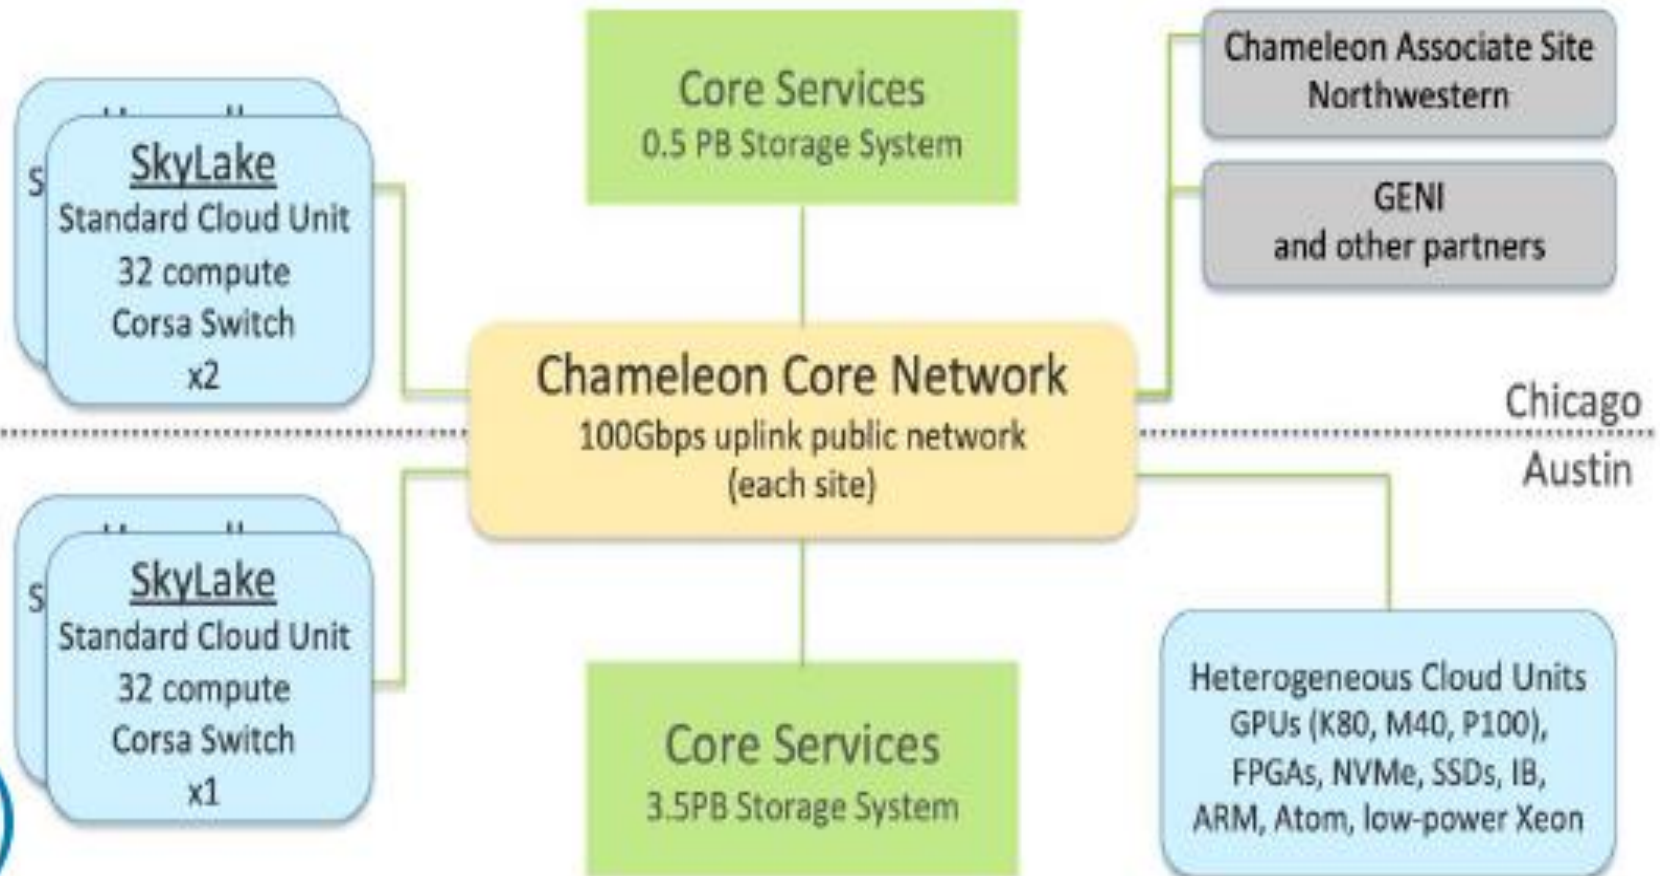 Core Services
0.5 PB Storage System
Chameleon Associate Site
Northwestern
GENI
and other partners
SkyLake
Standard Cloud Unit
32 compute
Corsa Switch
x2
Chameleon Core Network
100Gbps uplink public network
(each site)
Chicago
Austin
SkyLake
Standard Cloud Unit
32 compute
Corsa Switch
x1
Core Services
3.5PB Storage System
Heterogeneous Cloud Units
GPUs (K80, M40, P100),
FPGAs, NVMe, SSDs, IB,
ARM, Atom, low-power Xeon